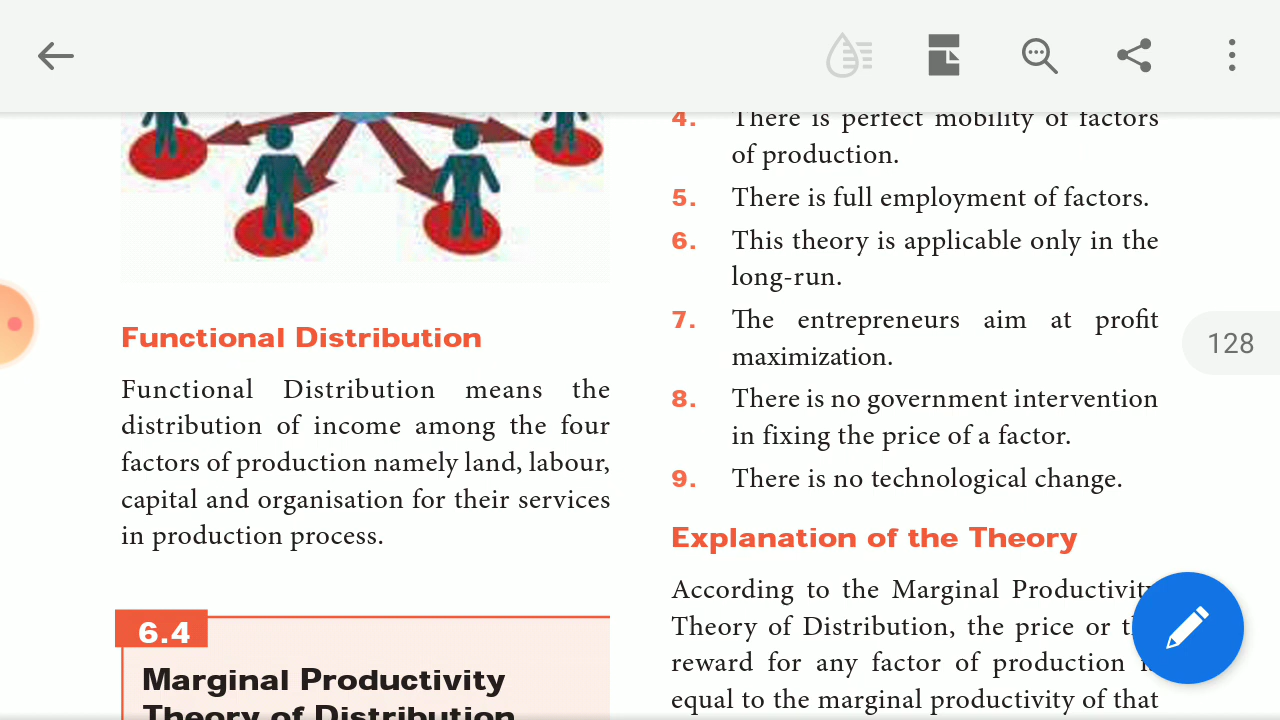 Functional Distribution
Functional Distribution means the
distribution of income among the four
factors of production namely land, labour,
capital and organisation for their services
in production process.
6.4
Marginal Productivity
Theory of Distribution
4. There is perfect mobility of factors
of production.
5. There is full employment of factors.
6. This theory is applicable only in the
long-run.
7. The entrepreneurs aim at profit
maximization.
8. There is no government intervention
in fixing the price of a factor.
9. There is no technological change.
Explanation of the Theory
According to the Marginal Productivity
Theory of Distribution, the price or
reward for any factor of production
equal to the marginal productivity of that
128